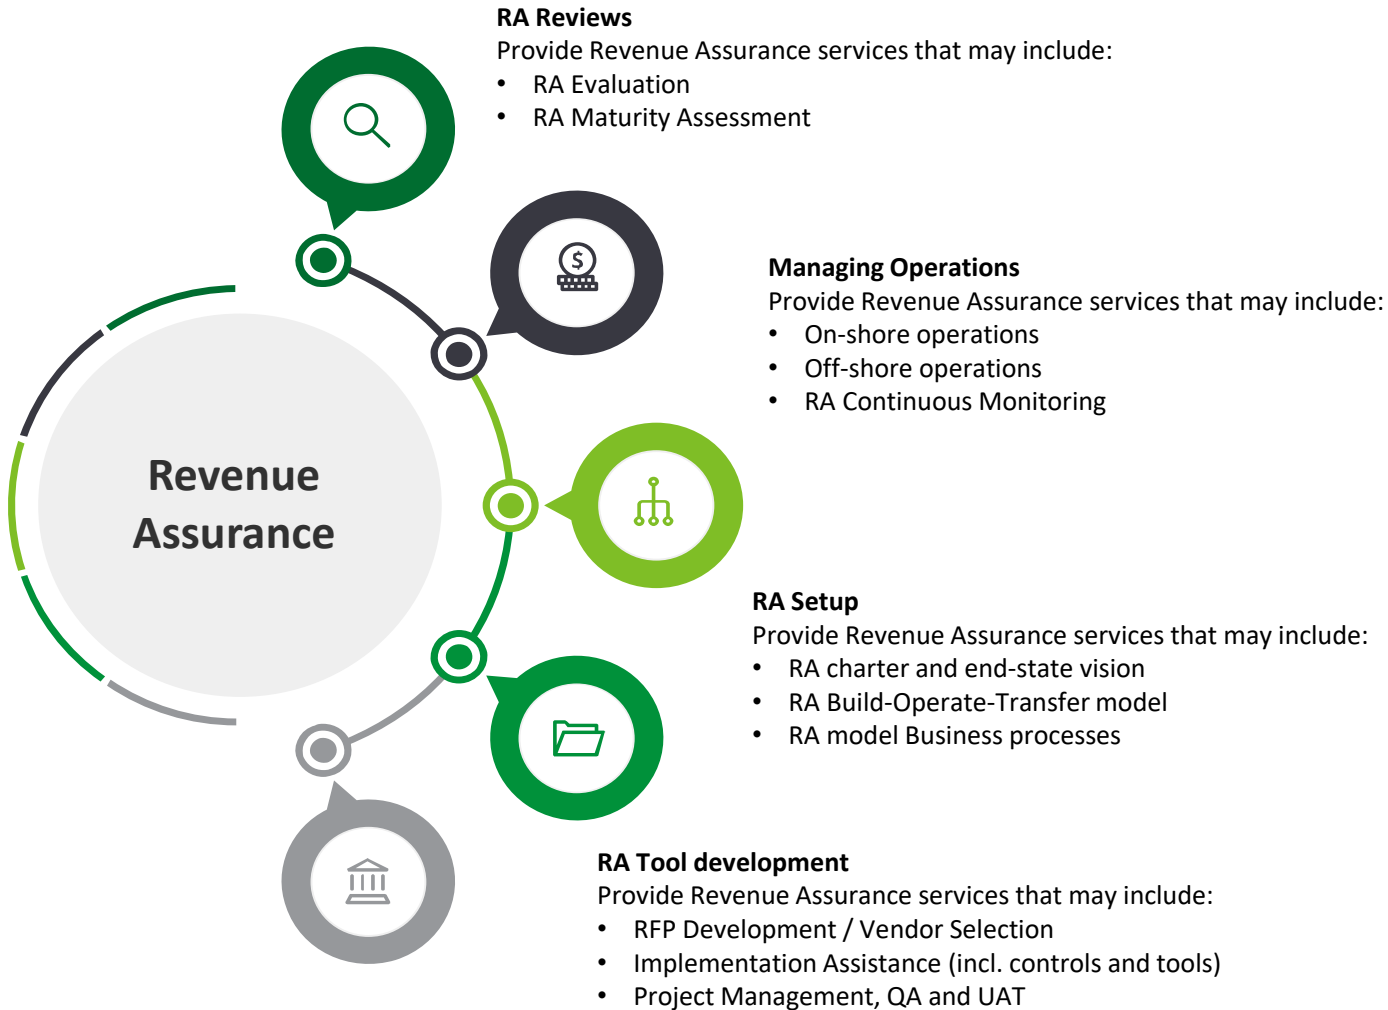 RA Reviews
Provide Revenue Assurance services that may include:
• RA Evaluation
• RA Maturity Assessment
$
Managing Operations
Provide Revenue Assurance services that may include:
• On-shore operations
• Off-shore operations
• RA Continuous Monitoring
Revenue
Assurance
RA Setup
Provide Revenue Assurance services that may include:
• RA charter and end-state vision
• RA Build-Operate-Transfer model
• RA model Business processes
RA Tool development
Provide Revenue Assurance services that may include:
• RFP Development / Vendor Selection
• Implementation Assistance (incl. controls and tools)
• Project Management, QA and UAT